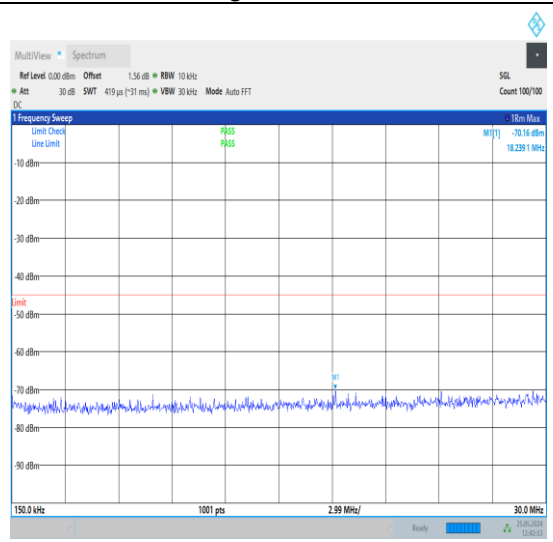 MultiView Spectrum
Ref Level 0.00 dBm Offset 1.56 dB RBW 10 kHz SGL
Att 30 dB SWT 419 µs (~31 ms) VBW 30 kHz Mode Auto FFT Count 100/100
DC
1 Frequency Sweep 1Rm Max
Limit Check PASS M1[1] -70.16 dBm
Line Limit PASS 18.2391 MHz
-10 dBm
-20 dBm
-30 dBm
-40 dBm
Limit
-50 dBm
-60 dBm
M1
-70 dBm
-80 dBm
-90 dBm
150.0 kHz 1001 pts 2.99 MHz/ 30.0 MHz
Ready 25.05.2024
13:42:53